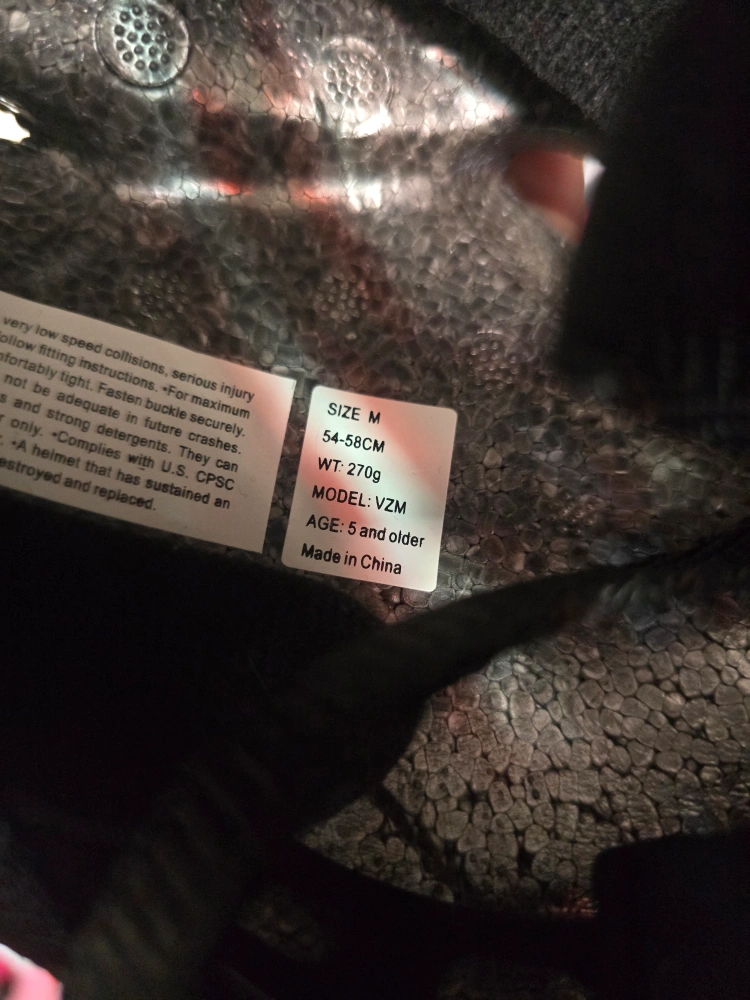 very low speed collisions, serious injury
follow fitting instructions. •For maximum
comfortably tight. Fasten buckle securely.
not be adequate in future crashes.
s and strong detergents. They can
r only. •Complies with U.S. CPSC
•A helmet that has sustained an
destroyed and replaced.
SIZE M
54-58CM
WT: 270g
MODEL: VZM
AGE: 5 and older
Made in China